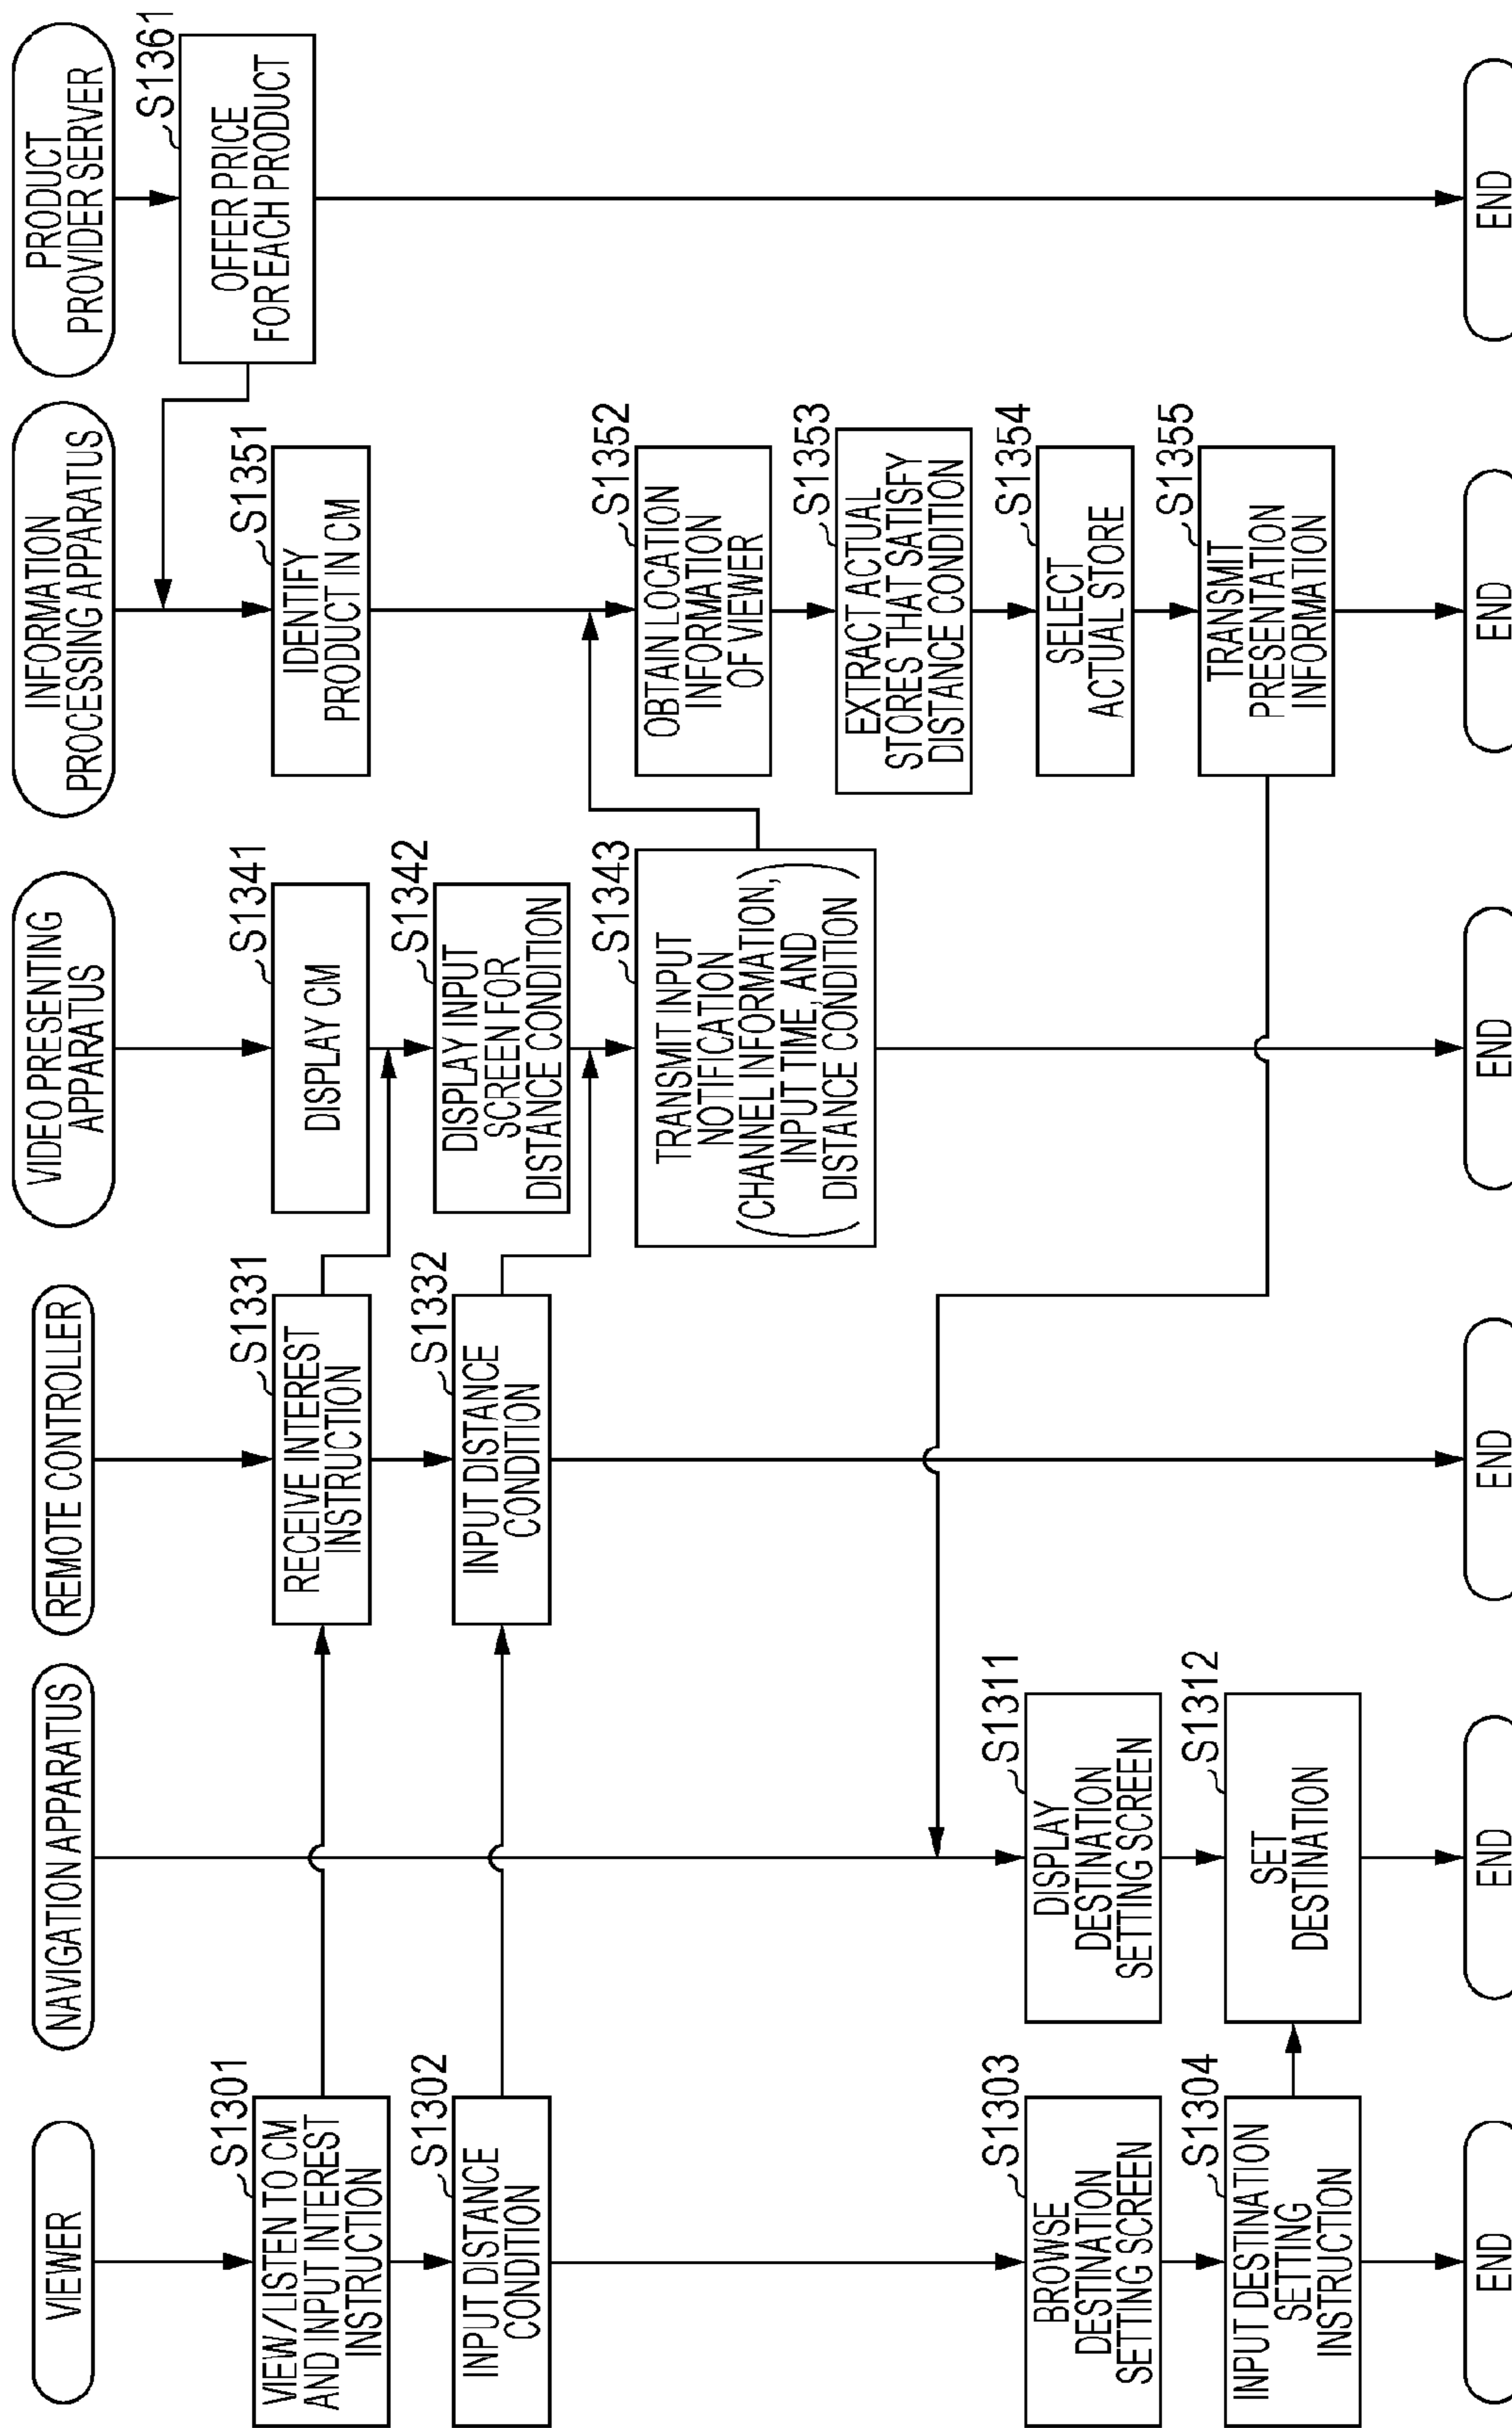 VIEWER
S1301
VIEW/LISTEN TO CM
AND INPUT INTEREST
INSTRUCTION
S1302
INPUT DISTANCE
CONDITION
S1303
BROWSE
DESTINATION
SETTING SCREEN
S1304
INPUT DESTINATION
SETTING
INSTRUCTION
END
NAVIGATION APPARATUS
S1311
DISPLAY
DESTINATION
SETTING SCREEN
S1312
SET
DESTINATION
END
REMOTE CONTROLLER
S1331
RECEIVE INTEREST
INSTRUCTION
S1332
INPUT DISTANCE
CONDITION
END
VIDEO PRESENTING
APPARATUS
S1341
DISPLAY CM
S1342
DISPLAY INPUT
SCREEN FOR
DISTANCE CONDITION
S1343
TRANSMIT INPUT
NOTIFICATION
(CHANNEL INFORMATION,
INPUT TIME, AND
DISTANCE CONDITION)
END
INFORMATION
PROCESSING APPARATUS
S1351
IDENTIFY
PRODUCT IN CM
S1352
OBTAIN LOCATION
INFORMATION
OF VIEWER
S1353
EXTRACT ACTUAL
STORES THAT SATISFY
DISTANCE CONDITION
S1354
SELECT
ACTUAL STORE
S1355
TRANSMIT
PRESENTATION
INFORMATION
END
PRODUCT
PROVIDER SERVER
S1361
OFFER PRICE
FOR EACH PRODUCT
END